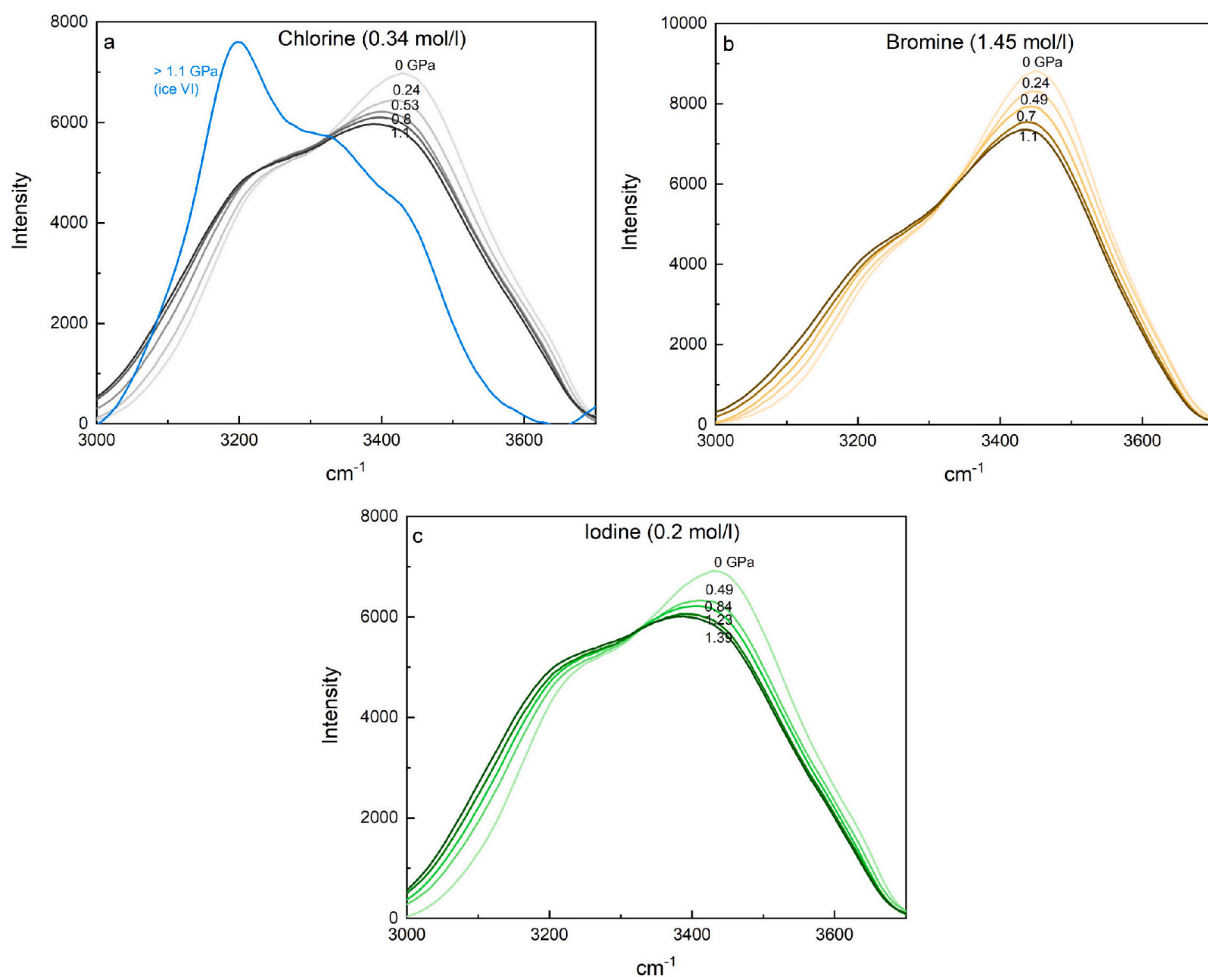 a
Chlorine (0.34 mol/l)
> 1.1 GPa
(ice VI)
0 GPa
0.24
0.53
0.8
1.1
8000
6000
4000
2000
0
Intensity
3000 3200 3400 3600
cm-1
b
Bromine (1.45 mol/l)
0 GPa
0.24
0.49
0.7
1.1
10000
8000
6000
4000
2000
0
Intensity
3000 3200 3400 3600
cm-1
c
Iodine (0.2 mol/l)
0 GPa
0.49
0.84
1.23
1.39
8000
6000
4000
2000
0
Intensity
3000 3200 3400 3600
cm-1